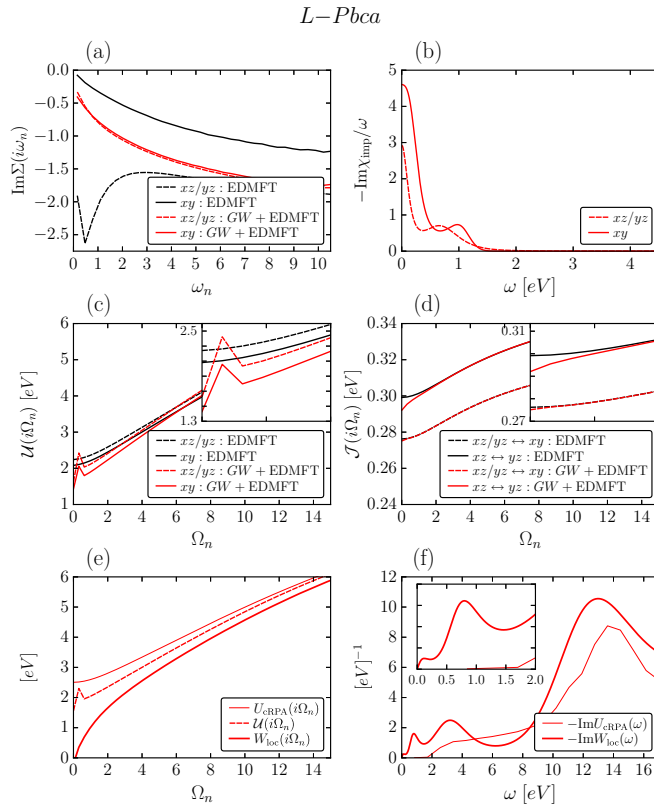 L−Pbca
(a)
(b)
ImΣ(iω_n)
0.0
−0.5
−1.0
−1.5
−2.0
−2.5
xz/yz : EDMFT
xy : EDMFT
xz/yz : GW + EDMFT
xy : GW + EDMFT
0 1 2 3 4 5 6 7 8 9 10
ω_n
−Imχ_imp/ω
5
4
3
2
1
0
xz/yz
xy
0 1 2 3 4
ω [eV]
(c)
(d)
𝒰(iΩ_n) [eV]
6
5
4
3
2
1
2.5
1.3
xz/yz : EDMFT
xy : EDMFT
xz/yz : GW + EDMFT
xy : GW + EDMFT
0 2 4 6 8 10 12 14
Ω_n
𝒥(iΩ_n) [eV]
0.34
0.32
0.30
0.28
0.26
0.24
0.31
0.27
xz/yz ↔ xy : EDMFT
xz ↔ yz : EDMFT
xz/yz ↔ xy : GW + EDMFT
xz ↔ yz : GW + EDMFT
0 2 4 6 8 10 12 14
Ω_n
(e)
(f)
[eV]
6
5
4
3
2
1
0
U_cRPA(iΩ_n)
𝒰(iΩ_n)
W_loc(iΩ_n)
0 2 4 6 8 10 12 14
Ω_n
[eV]^−1
12
10
8
6
4
2
0
0.0 0.5 1.0 1.5 2.0
−ImU_cRPA(ω)
−ImW_loc(ω)
0 2 4 6 8 10 12 14 16
ω [eV]